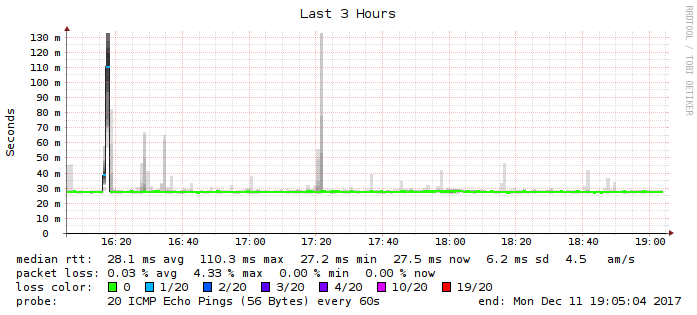 Last 3 Hours
RRDTOOL / TOBI OETIKER
Seconds
130 m
110 m
100 m
90 m
80 m
70 m
60 m
50 m
40 m
30 m
20 m
10 m
0
16:20 16:40 17:00 17:20 17:40 18:00 18:20 18:40 19:00
median rtt: 28.1 ms avg 110.3 ms max 27.2 ms min 27.5 ms now 6.2 ms sd 4.5 am/s
packet loss: 0.03 % avg 4.33 % max 0.00 % min 0.00 % now
loss color: 0 1/20 2/20 3/20 4/20 10/20 19/20
probe: 20 ICMP Echo Pings (56 Bytes) every 60s end: Mon Dec 11 19:05:04 2017